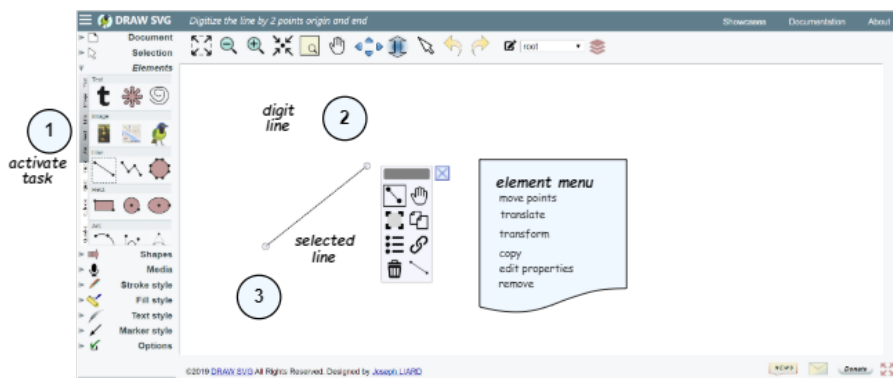 DRAW SVG
Digitize the line by 2 points origin and end
Showcases Documentation About
Document
Selection
Elements
Text
t
Image
Line
Rect
Arc
Shapes
Media
Stroke style
Fill style
Text style
Marker style
Options
root
1
activate
task
digit
line
2
selected
line
3
element menu
move points
translate
transform
copy
edit properties
remove
©2019 DRAW SVG All Rights Reserved. Designed by Joseph LIARD
NEWS
Donate